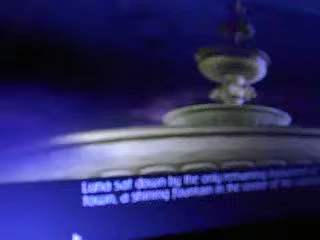 Luna sat down by the only remaining
town, a shining fountain in the center of the